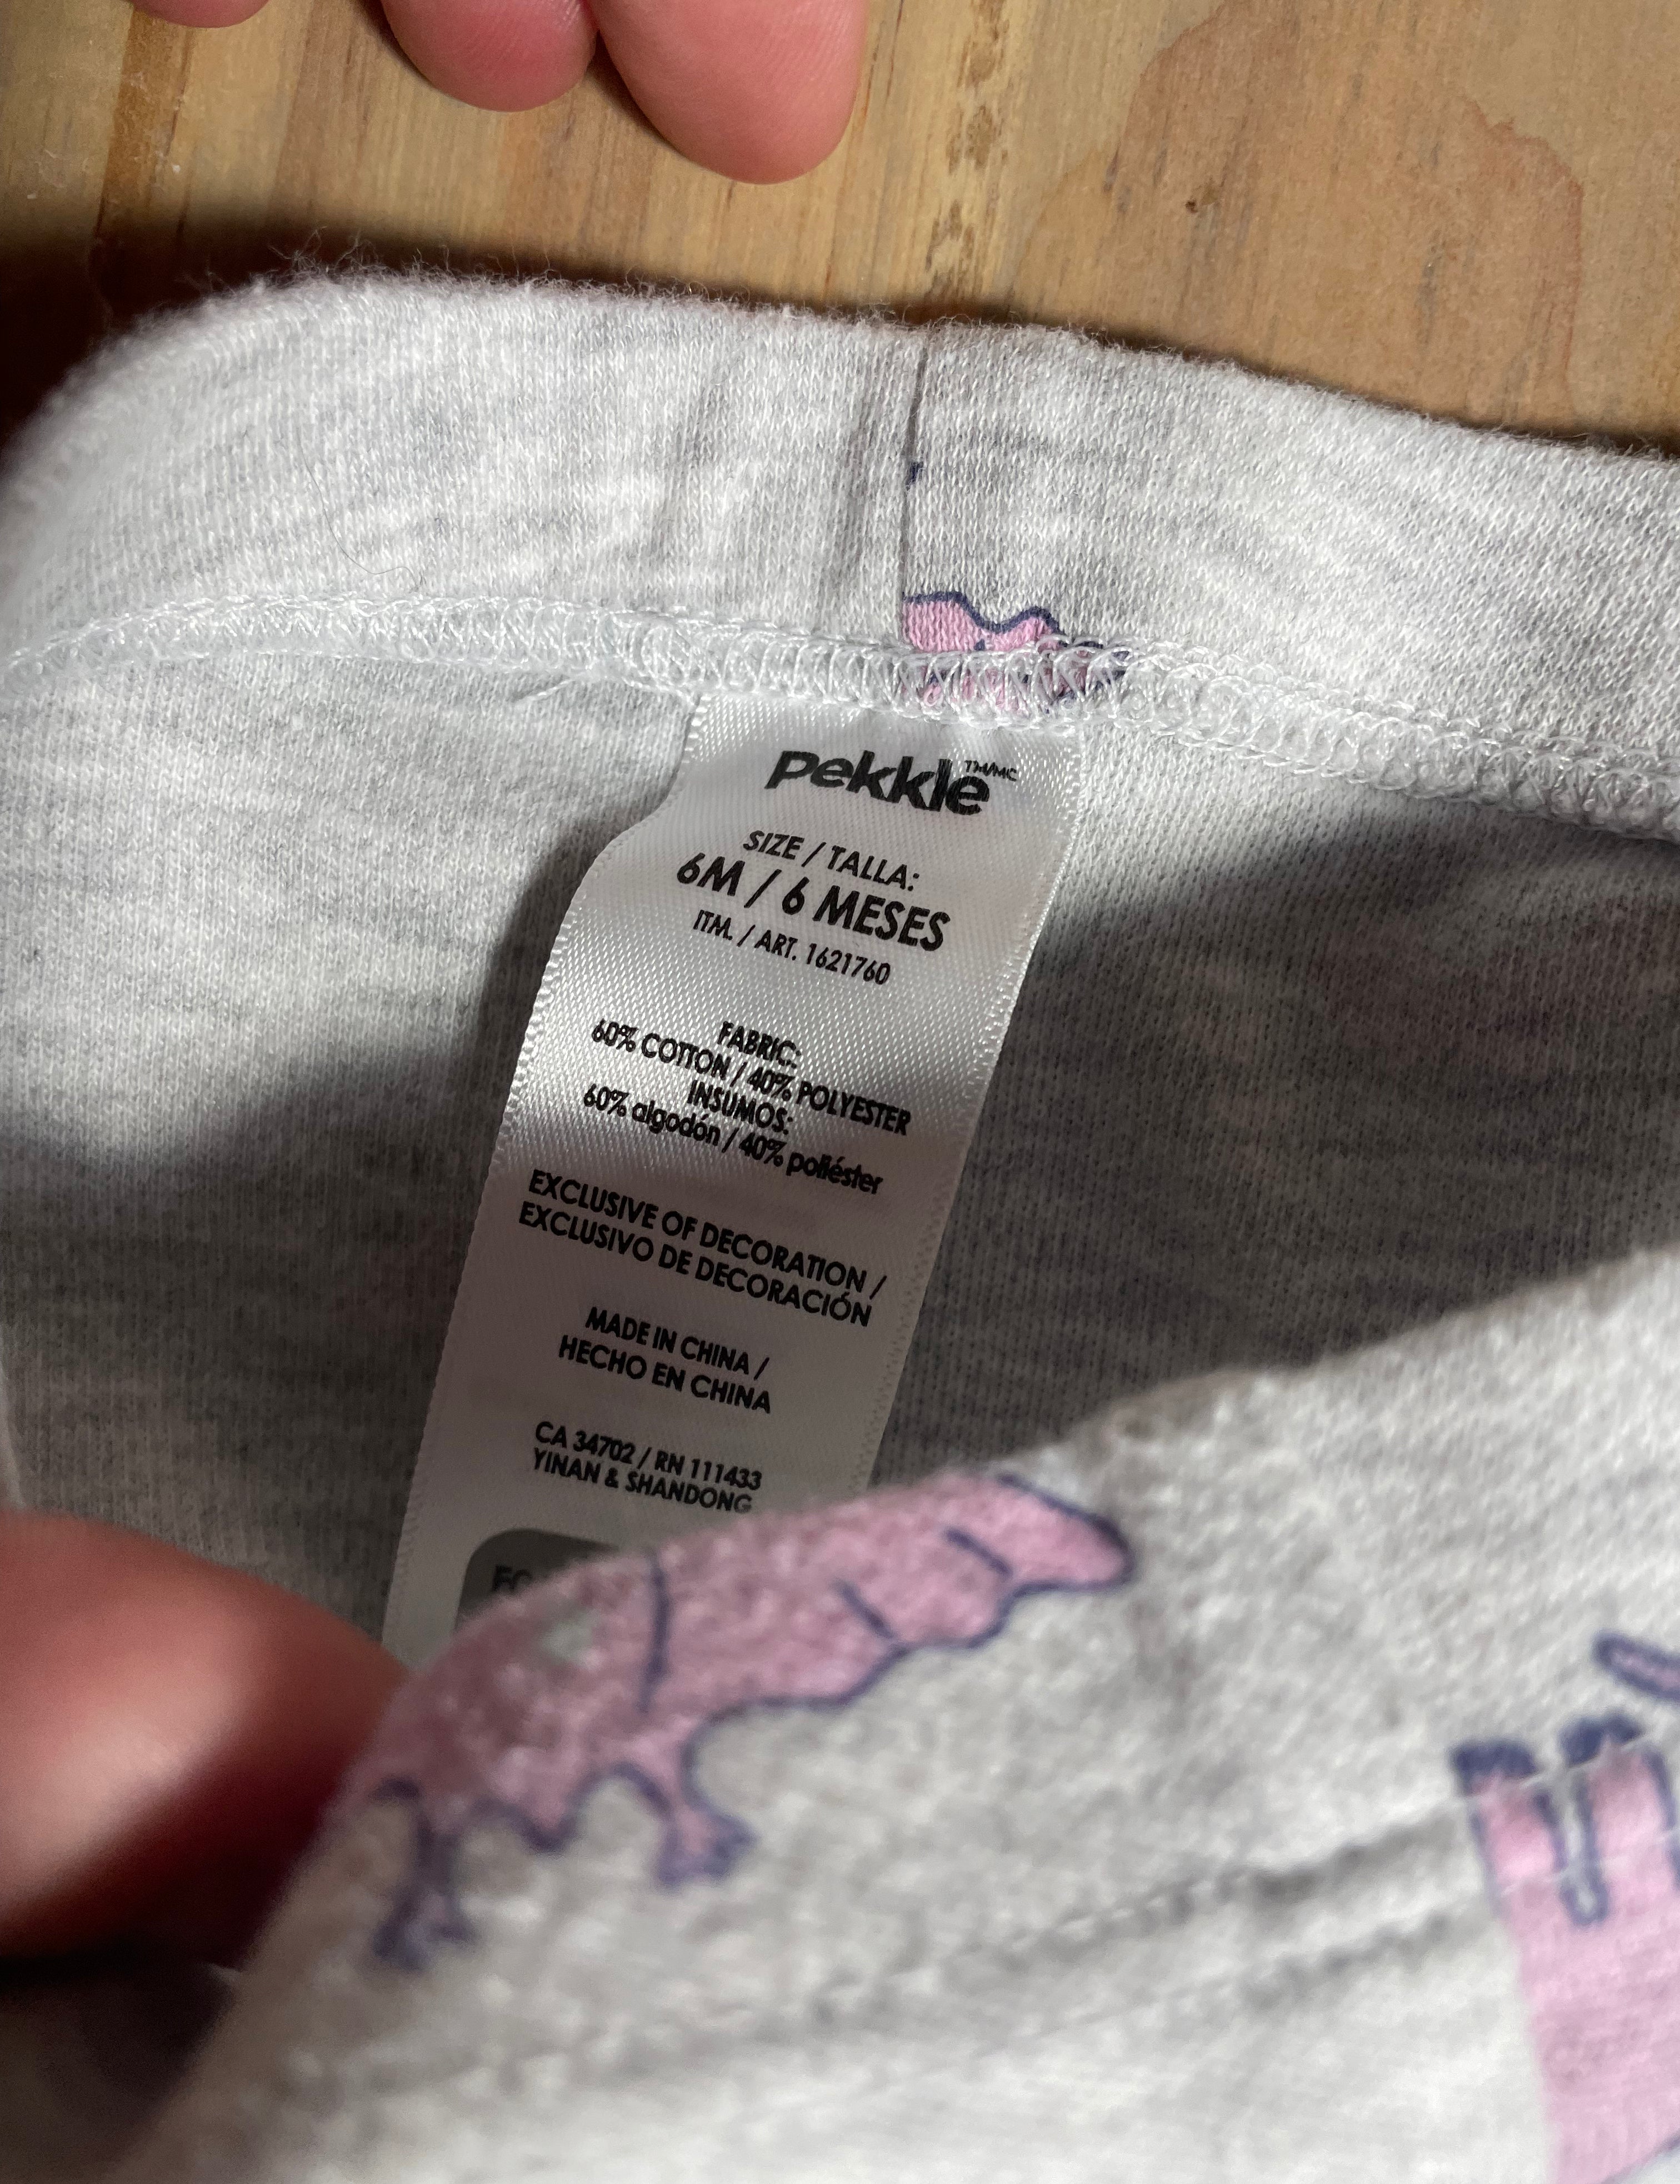 pekkle TM/MC
SIZE / TALLA:
6M / 6 MESES
ITM. / ART. 1621760
FABRIC:
60% COTTON / 40% POLYESTER
INSUMOS:
60% algodón / 40% poliéster
EXCLUSIVE OF DECORATION /
EXCLUSIVO DE DECORACIÓN
MADE IN CHINA /
HECHO EN CHINA
CA 34702 / RN 111433
YINAN & SHANDONG